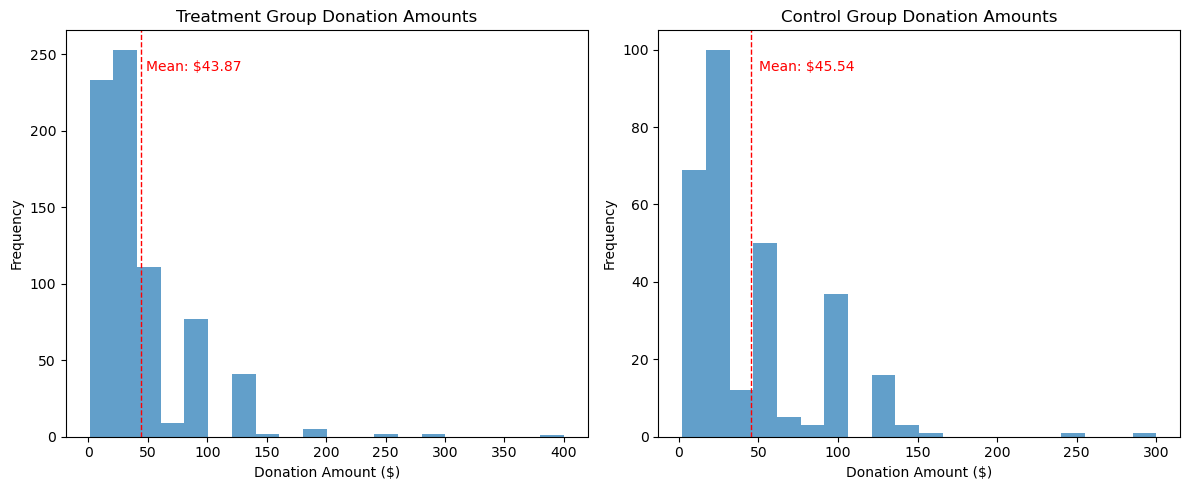 Treatment Group Donation Amounts
Mean: $43.87
Frequency
250
200
150
100
50
0
0 50 100 150 200 250 300 350 400
Donation Amount ($)
Control Group Donation Amounts
Mean: $45.54
Frequency
100
80
60
40
20
0
0 50 100 150 200 250 300
Donation Amount ($)